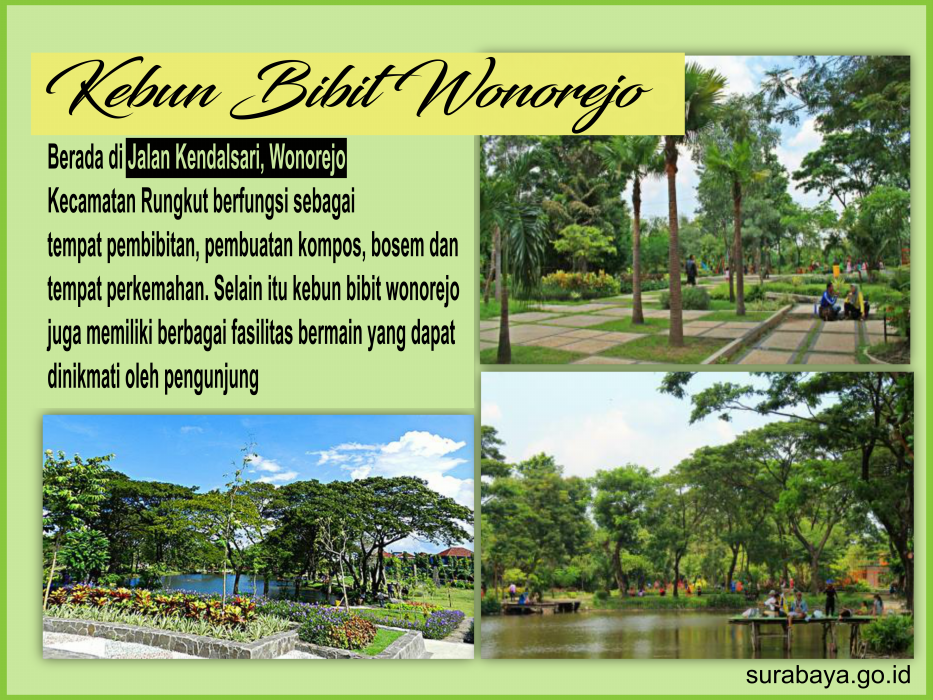 Kebun Bibit Wonorejo
Berada di Jalan Kendalsari, Wonorejo
Kecamatan Rungkut berfungsi sebagai
tempat pembibitan, pembuatan kompos, bosem dan
tempat perkemahan. Selain itu kebun bibit wonorejo
juga memiliki berbagai fasilitas bermain yang dapat
dinikmati oleh pengunjung
surabaya.go.id